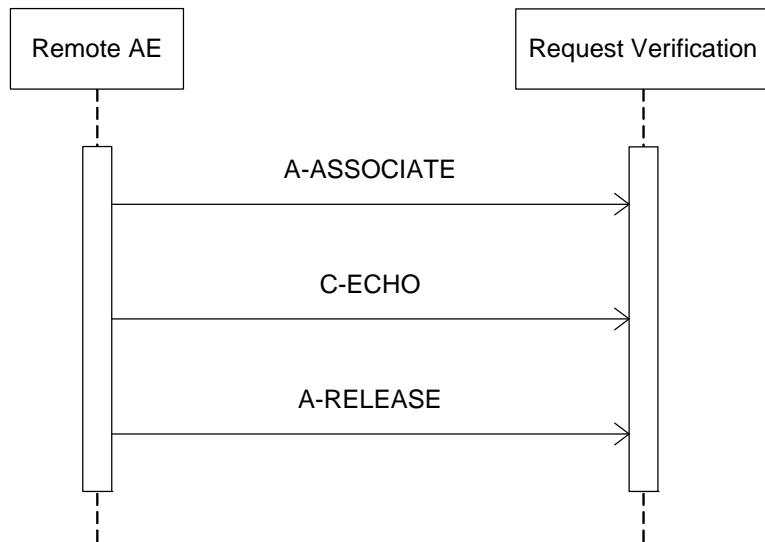 Remote AE
Request Verification
A-ASSOCIATE
C-ECHO
A-RELEASE